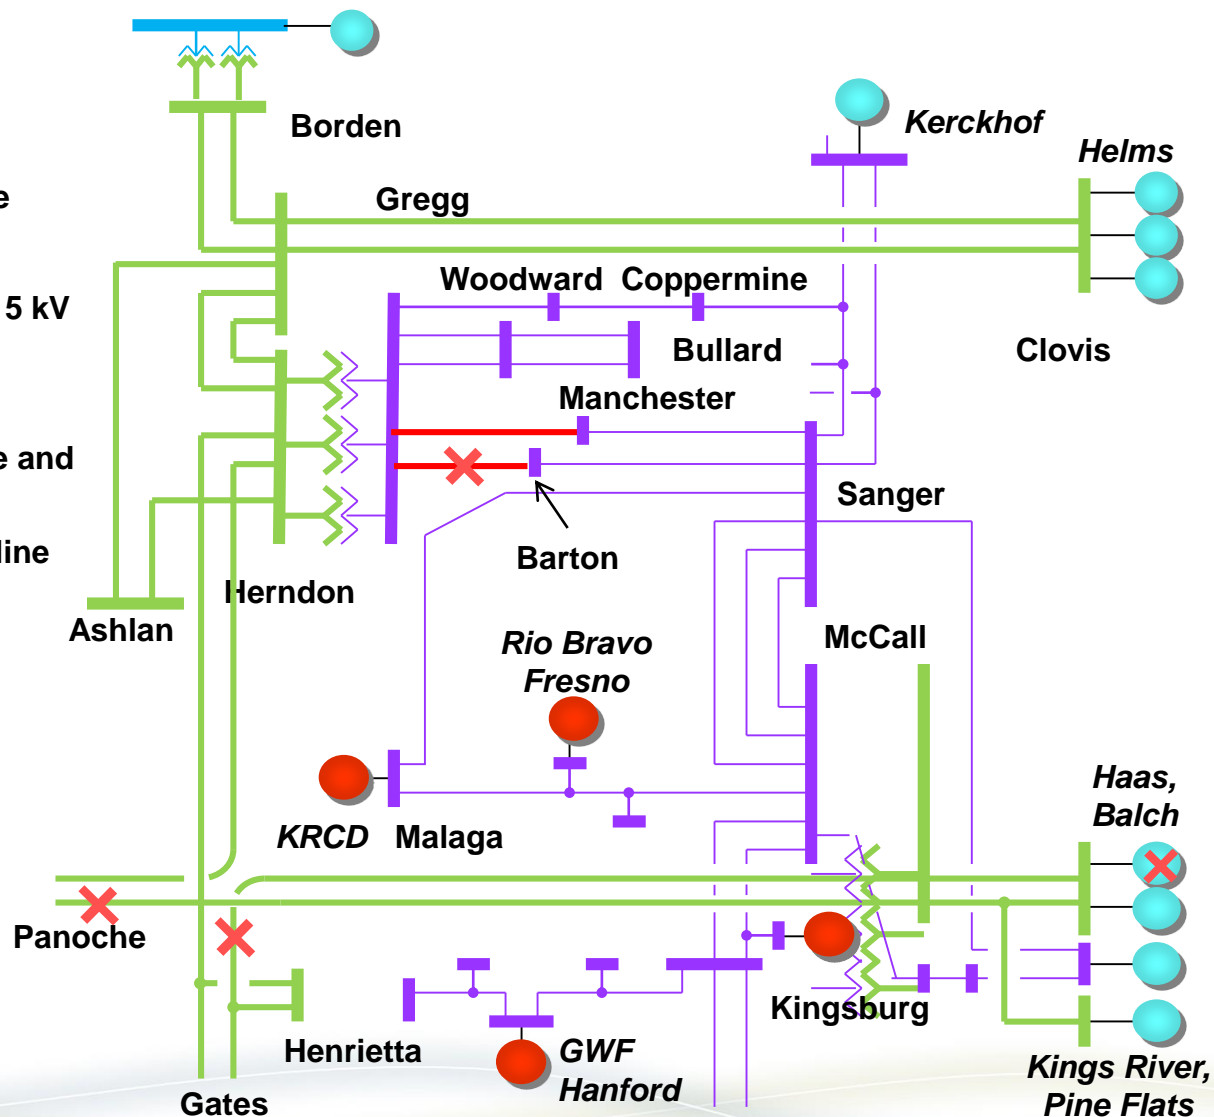 Borden
Kerckhof
Helms
e
Gregg
Woodward Coppermine
5 kV
Bullard
Clovis
Manchester
e and
Sanger
line
Barton
Herndon
Ashlan
McCall
Rio Bravo
Fresno
Haas,
Balch
KRCD
Malaga
Panoche
Kingsburg
Henrietta
GWF
Hanford
Kings River,
Pine Flats
Gates